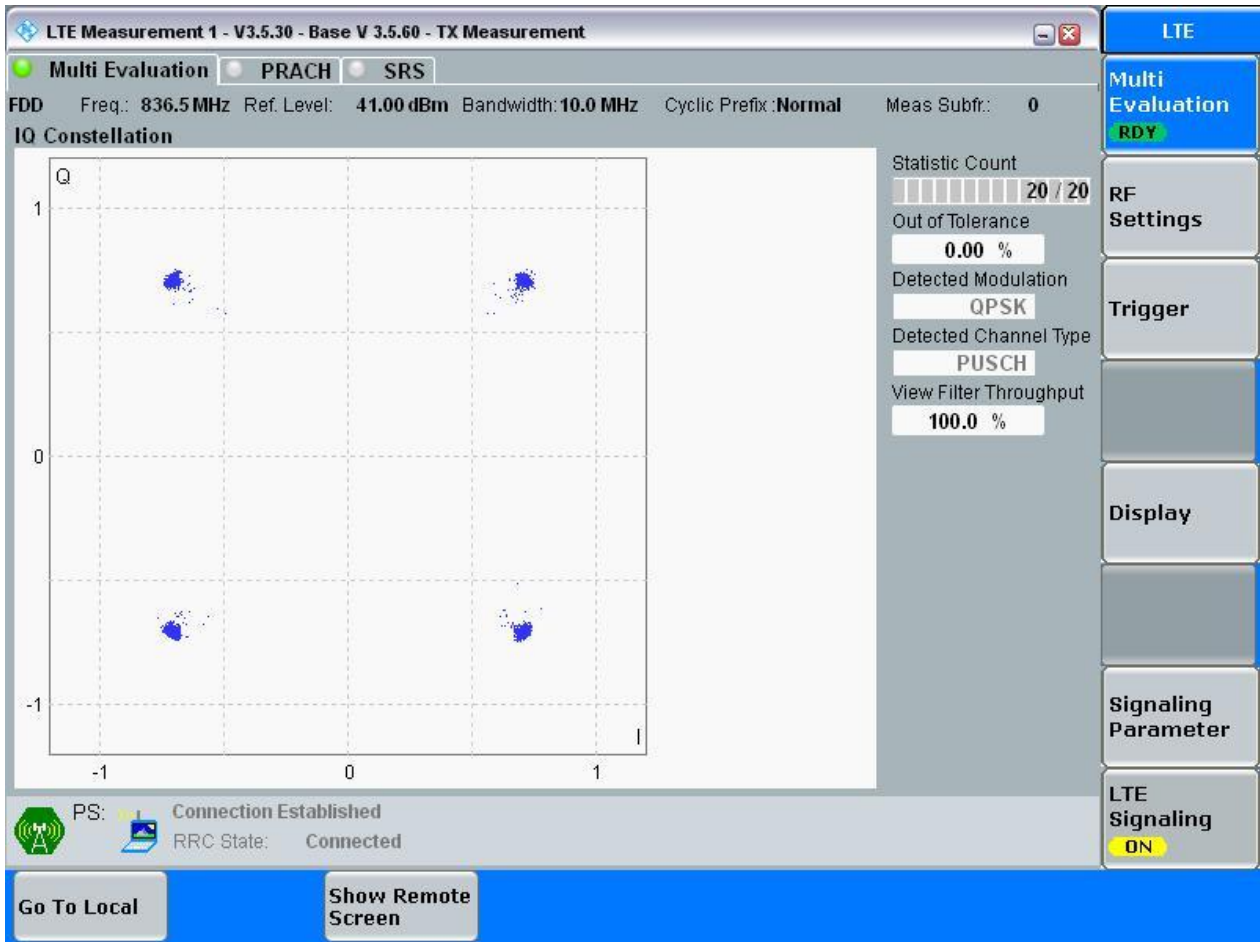 LTE Measurement 1 - V3.5.30 - Base V 3.5.60 - TX Measurement
LTE
Multi Evaluation PRACH SRS
FDD Freq.: 836.5 MHz Ref. Level: 41.00 dBm Bandwidth: 10.0 MHz Cyclic Prefix :Normal Meas Subfr.: 0
IQ Constellation
Q
1
0
-1
-1 0 1
I
Statistic Count
20 / 20
Out of Tolerance
0.00 %
Detected Modulation
QPSK
Detected Channel Type
PUSCH
View Filter Throughput
100.0 %
Multi
Evaluation
RDY
RF
Settings
Trigger
Display
Signaling
Parameter
LTE
Signaling
ON
PS: Connection Established
RRC State: Connected
Go To Local
Show Remote
Screen